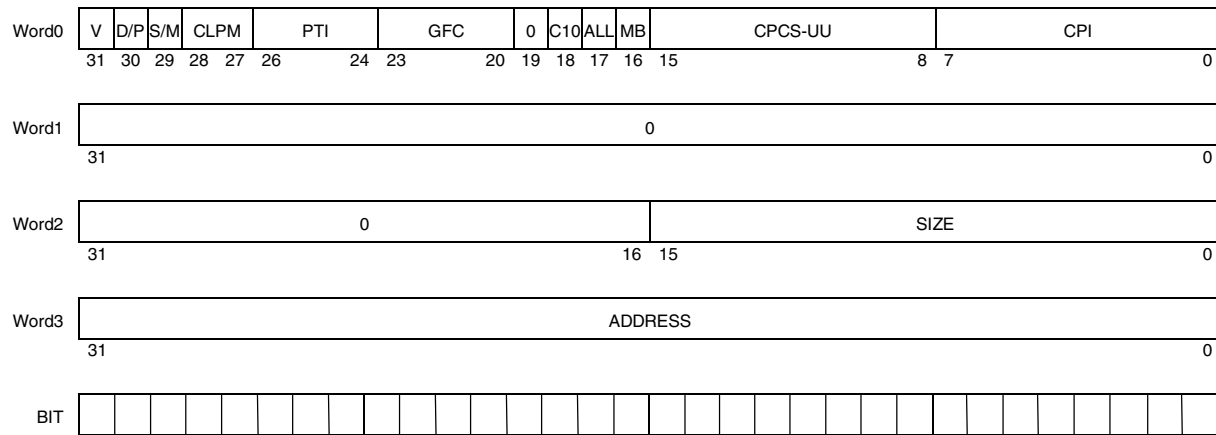 Word0 V D/P S/M CLPM PTI GFC 0 C10 ALL MB CPCS-UU CPI
31 30 29 28 27 26 24 23 20 19 18 17 16 15 8 7 0
Word1 0
31 0
Word2 0 SIZE
31 16 15 0
Word3 ADDRESS
31 0
BIT